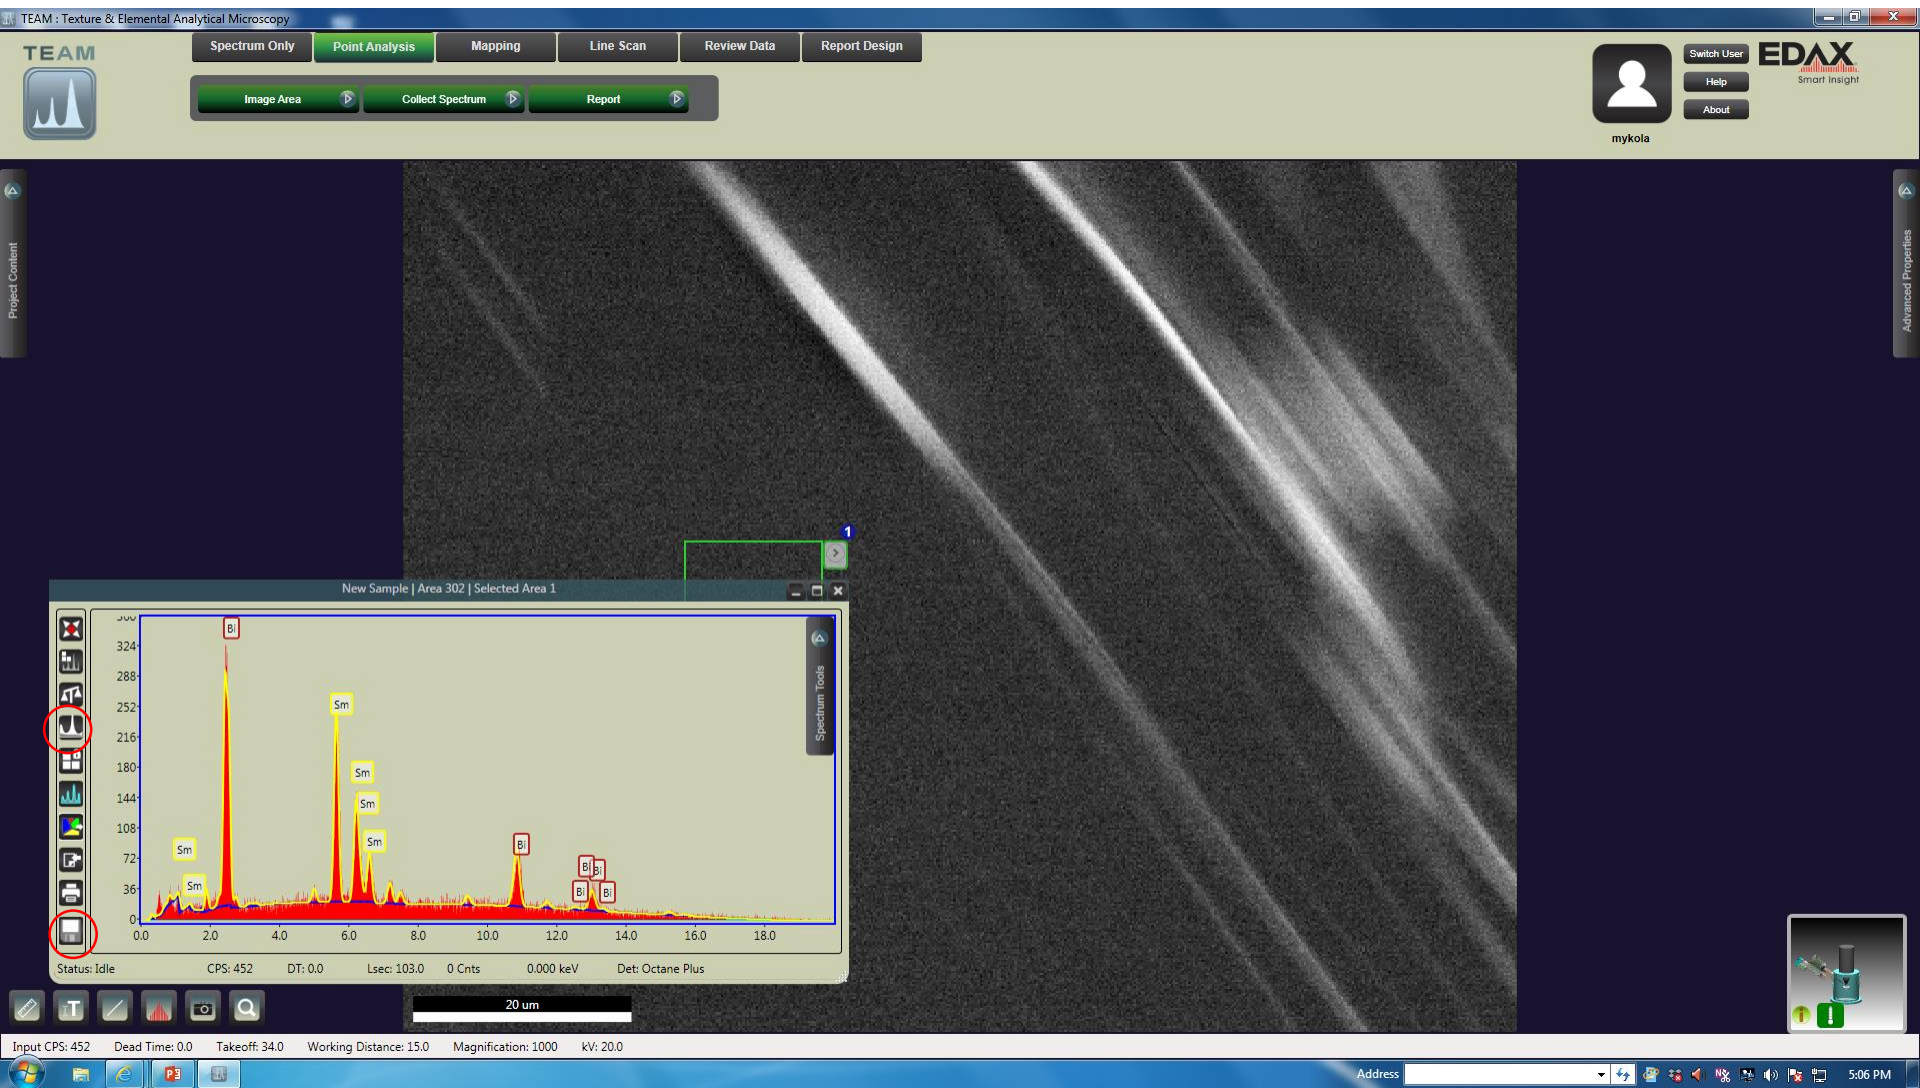 TEAM : Texture & Elemental Analytical Microscopy
TEAM
Spectrum Only
Point Analysis
Mapping
Line Scan
Review Data
Report Design
Image Area
Collect Spectrum
Report
mykola
Switch User
Help
About
EDAX
Smart Insight
Project Content
Advanced Properties
1
New Sample | Area 302 | Selected Area 1
Spectrum Tools
360
324
288
252
216
180
144
108
72
36
0
Bi
Sm
Sm
Sm
Sm
Sm
Sm
Bi
Bi
Bi
Bi
Bi
0.0 2.0 4.0 6.0 8.0 10.0 12.0 14.0 16.0 18.0
Status: Idle CPS: 452 DT: 0.0 Lsec: 103.0 0 Cnts 0.000 keV Det: Octane Plus
T
20 um
Input CPS: 452 Dead Time: 0.0 Takeoff: 34.0 Working Distance: 15.0 Magnification: 1000 kV: 20.0
Address
5:06 PM